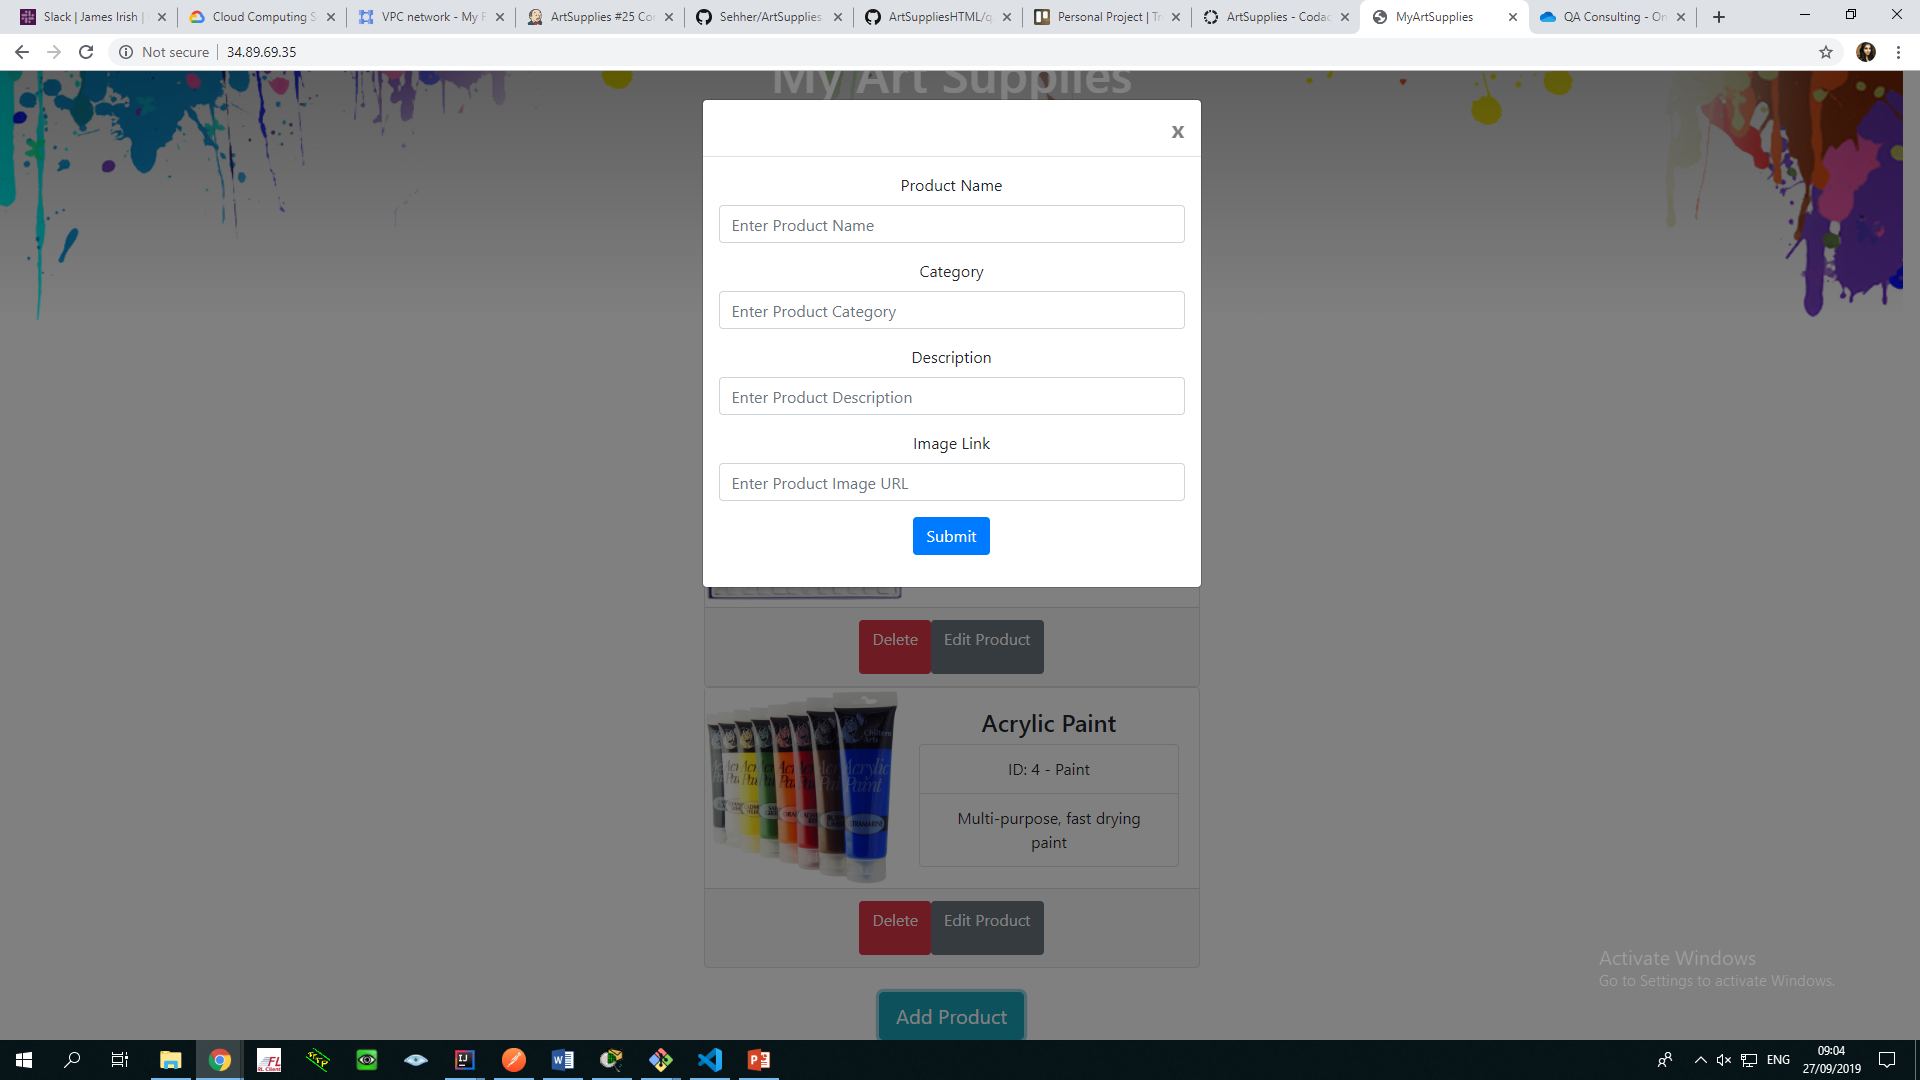 Slack | James Irish |
Cloud Computing S
VPC network - My P
ArtSupplies #25 Co
Sehher/ArtSupplies
ArtSuppliesHTML/
Personal Project | Tr
ArtSupplies - Codac
MyArtSupplies
QA Consulting - On
Not secure
34.89.69.35
My Art Supplies
x
Product Name
Enter Product Name
Category
Enter Product Category
Description
Enter Product Description
Image Link
Enter Product Image URL
Submit
Delete
Edit Product
Acrylic Paint
ID: 4 - Paint
Multi-purpose, fast drying
paint
Delete
Edit Product
Activate Windows
Go to Settings to activate Windows.
Add Product
ENG
09:04
27/09/2019